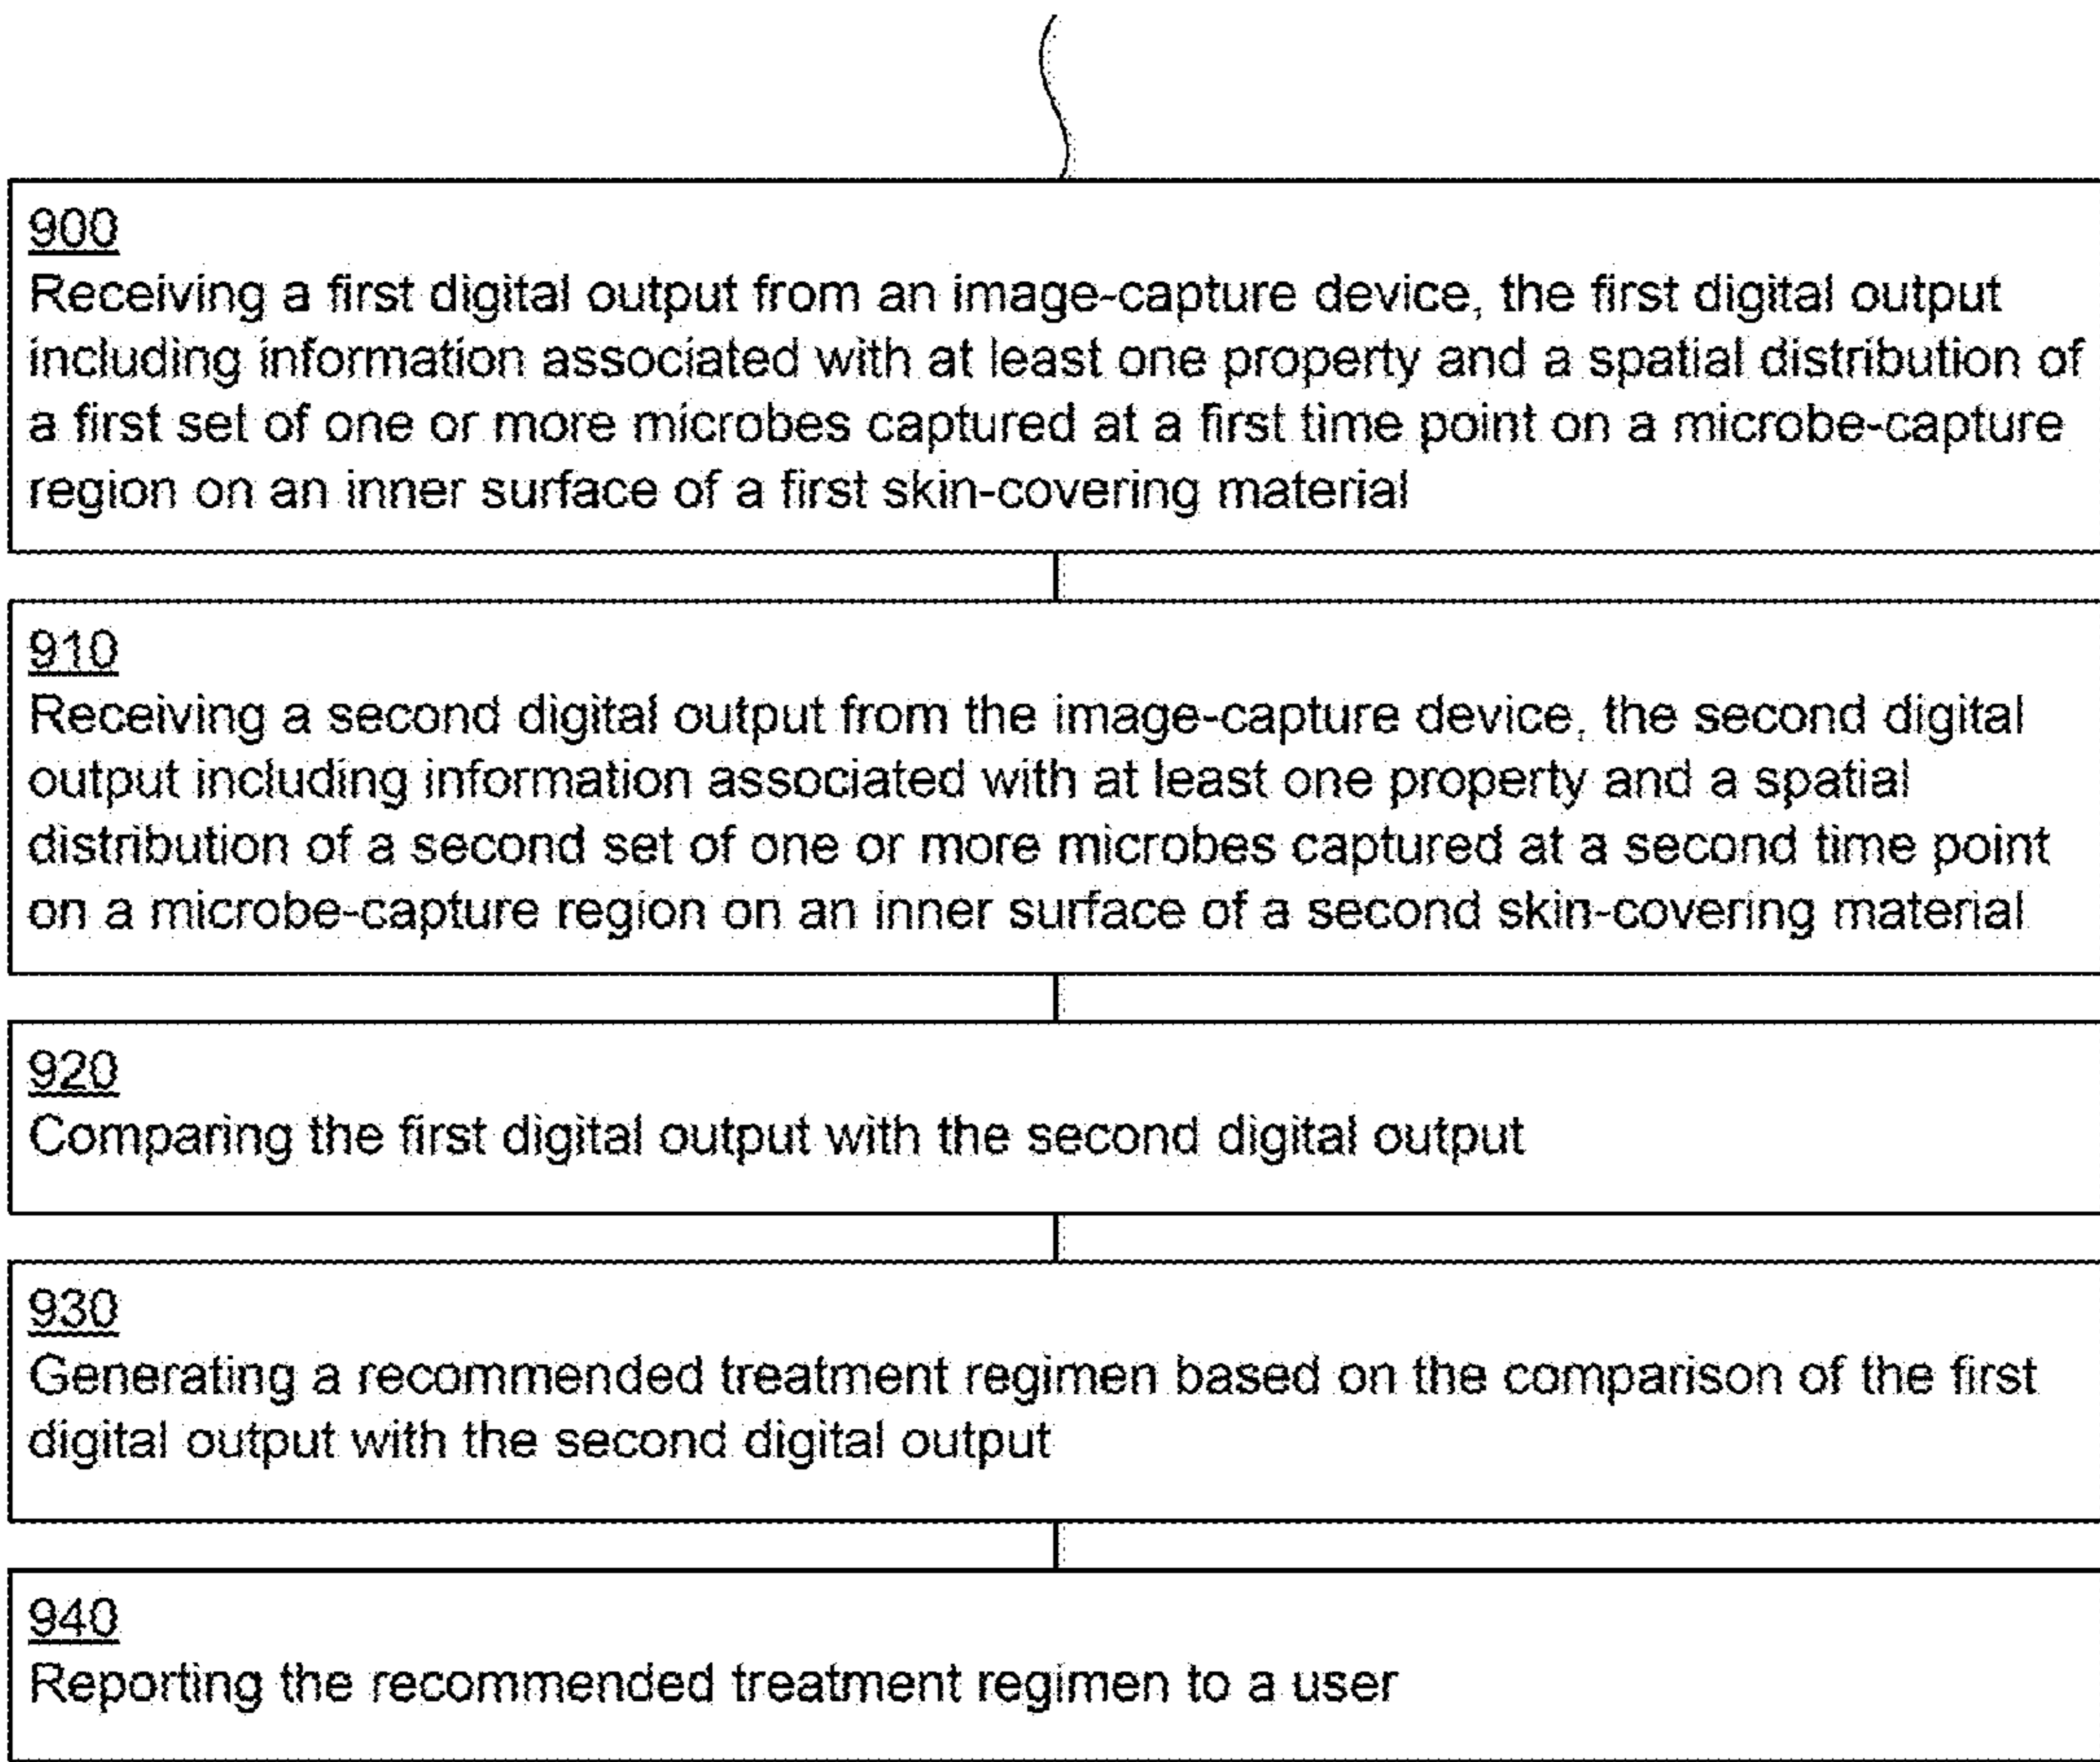 900
Receiving a first digital output from an image-capture device, the first digital output
including information associated with at least one property and a spatial distribution of
a first set of one or more microbes captured at a first time point on a microbe-capture
region on an inner surface of a first skin-covering material
910
Receiving a second digital output from the image-capture device, the second digital
output including information associated with at least one property and a spatial
distribution of a second set of one or more microbes captured at a second time point
on a microbe-capture region on an inner surface of a second skin-covering material
920
Comparing the first digital output with the second digital output
930
Generating a recommended treatment regimen based on the comparison of the first
digital output with the second digital output
940
Reporting the recommended treatment regimen to a user